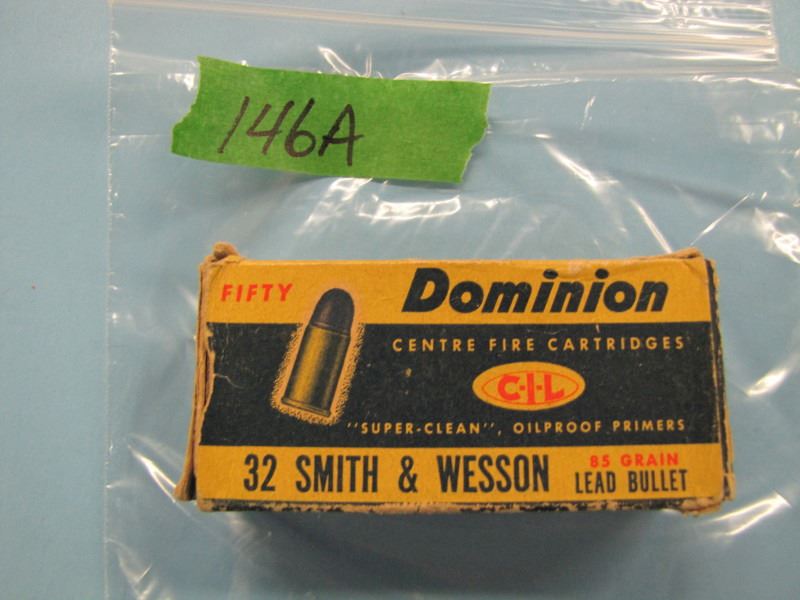 146A
FIFTY
Dominion
CENTRE FIRE CARTRIDGES
C-I-L
"SUPER-CLEAN", OILPROOF PRIMERS
32 SMITH & WESSON
85 GRAIN
LEAD BULLET